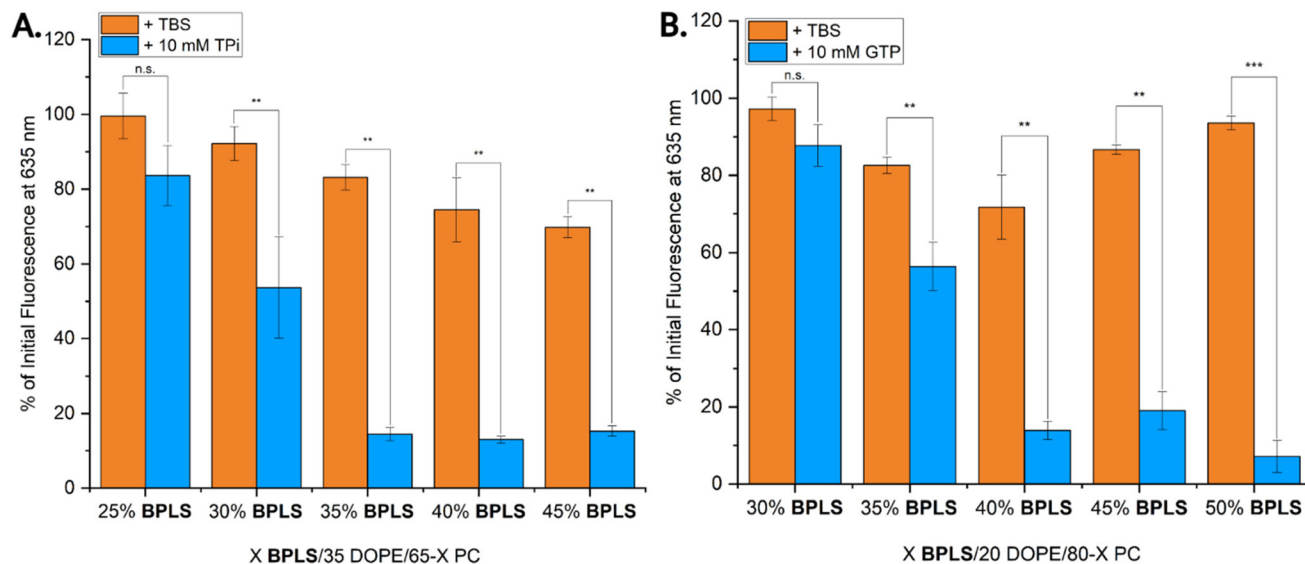 A.
+ TBS
+ 10 mM TPi
120
100
80
60
40
20
0
% of Initial Fluorescence at 635 nm
n.s.
**
**
**
**
25% BPLS
30% BPLS
35% BPLS
40% BPLS
45% BPLS
X BPLS/35 DOPE/65-X PC
B.
+ TBS
+ 10 mM GTP
120
100
80
60
40
20
0
% of Initial Fluorescence at 635 nm
n.s.
**
**
**
***
30% BPLS
35% BPLS
40% BPLS
45% BPLS
50% BPLS
X BPLS/20 DOPE/80-X PC